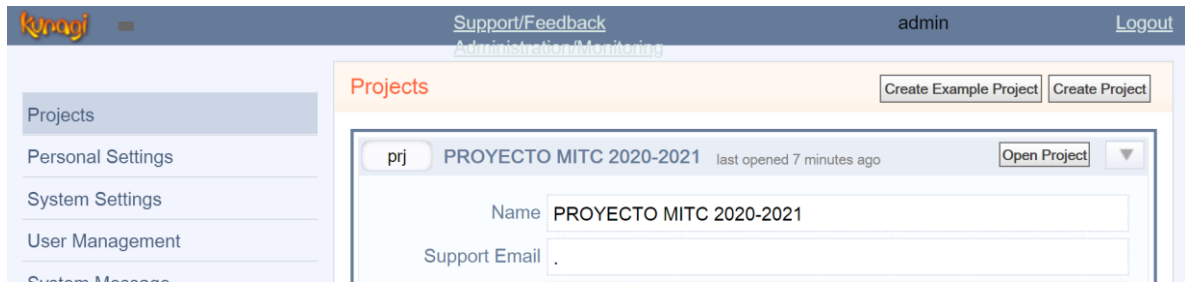 kunagi
Support/Feedback
Administration/Monitoring
admin
Logout
Projects
Personal Settings
System Settings
User Management
System Message
Projects
Create Example Project
Create Project
prj
PROYECTO MITC 2020-2021
last opened 7 minutes ago
Open Project
Name
PROYECTO MITC 2020-2021
Support Email
.